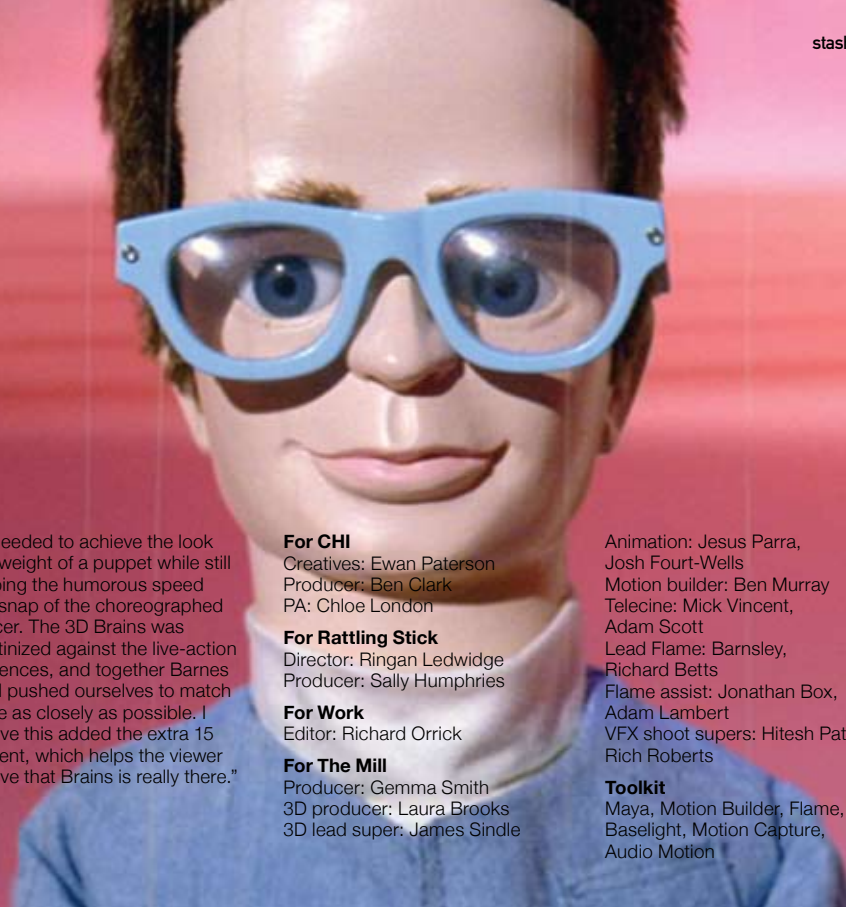 stash
eeded to achieve the look
weight of a puppet while still
ping the humorous speed
snap of the choreographed
cer. The 3D Brains was
tinized against the live-action
ences, and together Barnes
pushed ourselves to match
e as closely as possible. I
ve this added the extra 15
ent, which helps the viewer
ve that Brains is really there.”
For CHI
Creatives: Ewan Paterson
Producer: Ben Clark
PA: Chloe London
For Rattling Stick
Director: Ringan Ledwidge
Producer: Sally Humphries
For Work
Editor: Richard Orrick
For The Mill
Producer: Gemma Smith
3D producer: Laura Brooks
3D lead super: James Sindle
Animation: Jesus Parra,
Josh Fourt-Wells
Motion builder: Ben Murray
Telecine: Mick Vincent,
Adam Scott
Lead Flame: Barnsley,
Richard Betts
Flame assist: Jonathan Box,
Adam Lambert
VFX shoot supers: Hitesh Pat
Rich Roberts
Toolkit
Maya, Motion Builder, Flame,
Baselight, Motion Capture,
Audio Motion